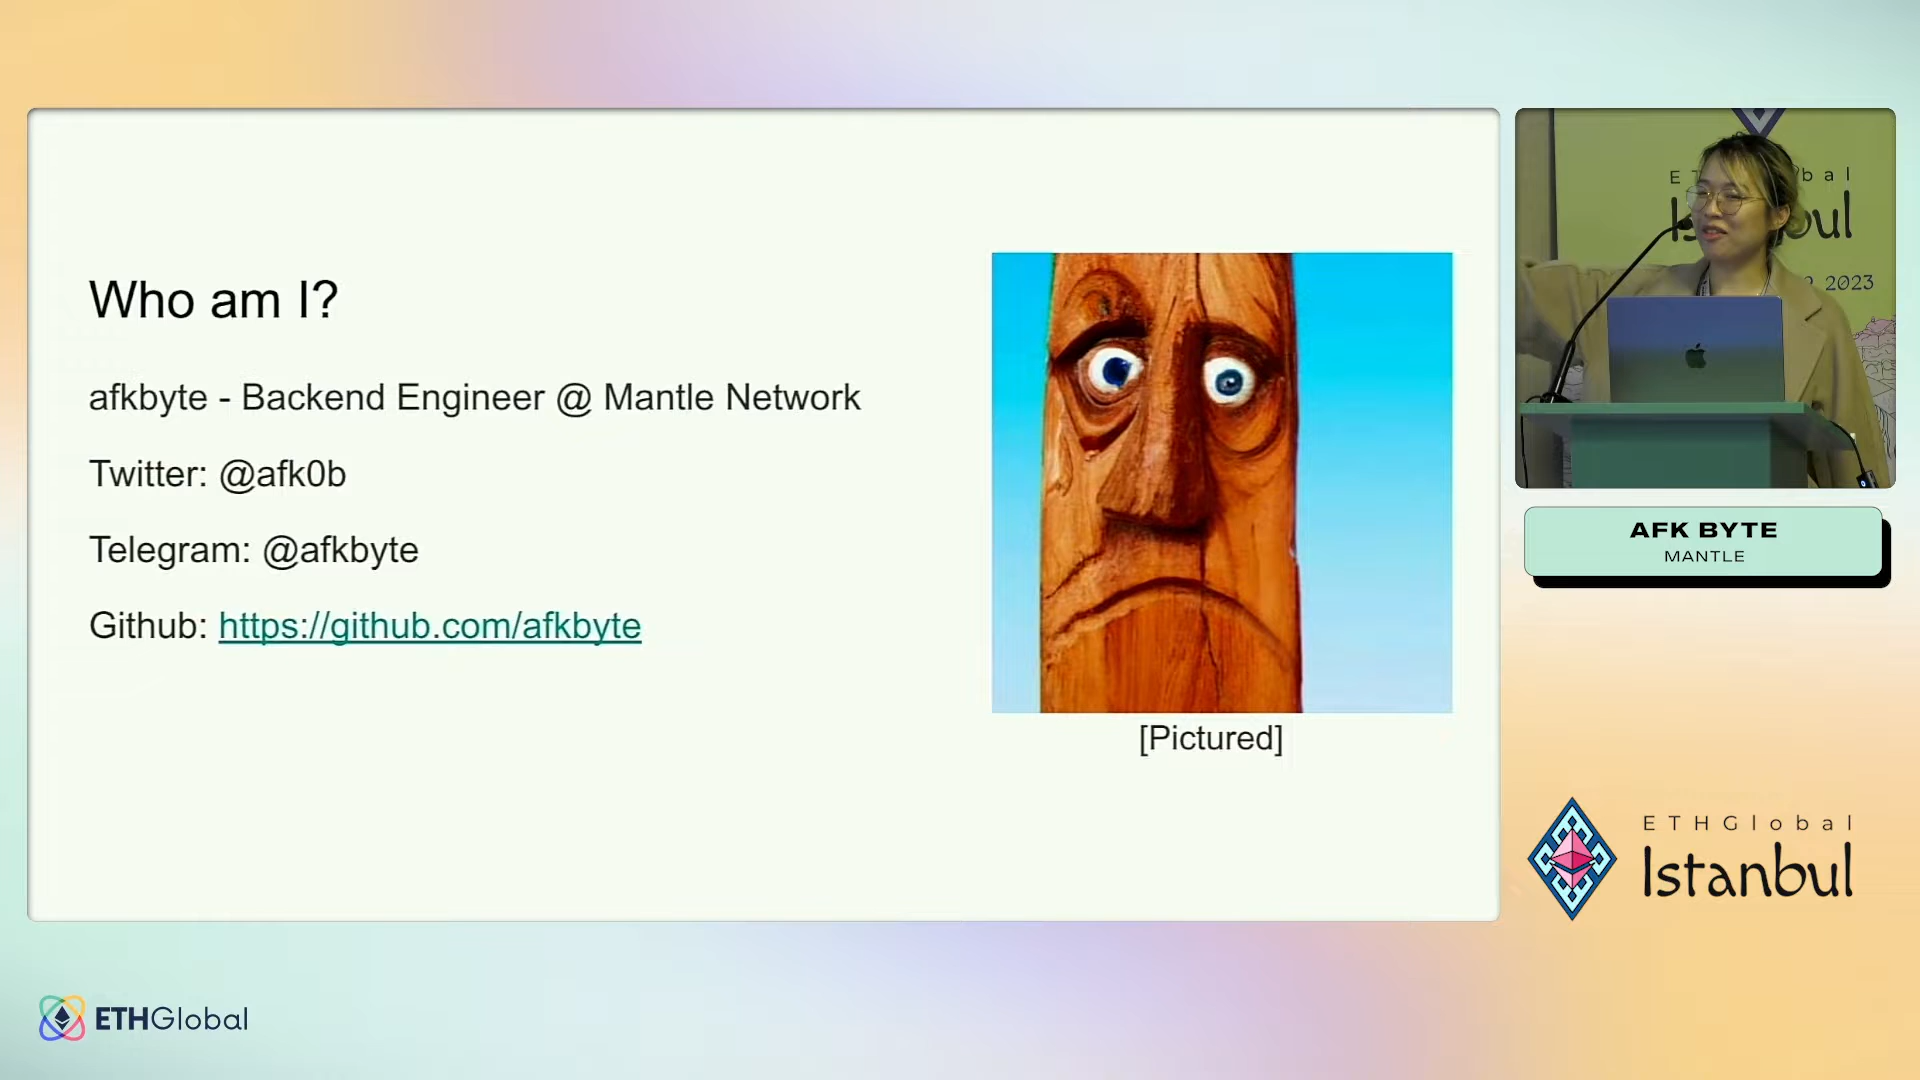 Who am I?
afkbyte - Backend Engineer @ Mantle Network
Twitter: @afk0b
Telegram: @afkbyte
Github: https://github.com/afkbyte
[Pictured]
2023
AFK BYTE
MANTLE
ETHGlobal
Istanbul
ETHGlobal